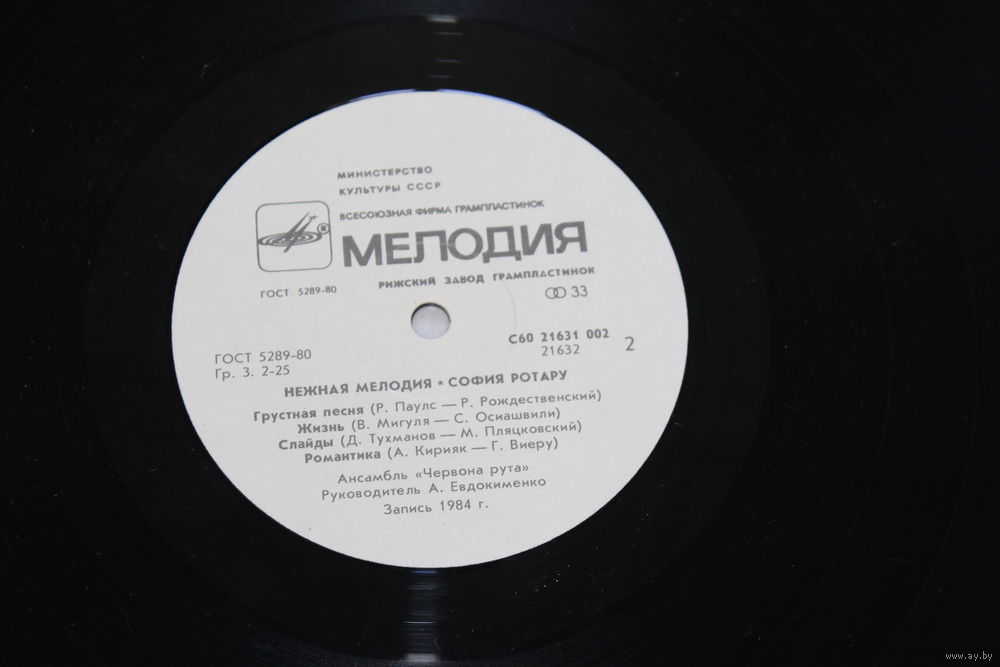 МИНИСТЕРСТВО
КУЛЬТУРЫ СССР
ВСЕСОЮЗНАЯ ФИРМА ГРАМПЛАСТИНОК
®
МЕЛОДИЯ
РИЖСКИЙ ЗАВОД ГРАМПЛАСТИНОК
ГОСТ. 5289-80
33
С60 21631 002
21632
2
ГОСТ 5289-80
Гр. 3. 2-25
НЕЖНАЯ МЕЛОДИЯ ★ СОФИЯ РОТАРУ
Грустная песня (Р. Паулс — Р. Рождественский)
Жизнь (В. Мигуля — С. Осиашвили)
Слайды (Д. Тухманов — М. Пляцковский)
Романтика (А. Кирияк — Г. Виеру)
Ансамбль «Червона рута»
Руководитель А. Евдокименко
Запись 1984 г.
www.ay.by